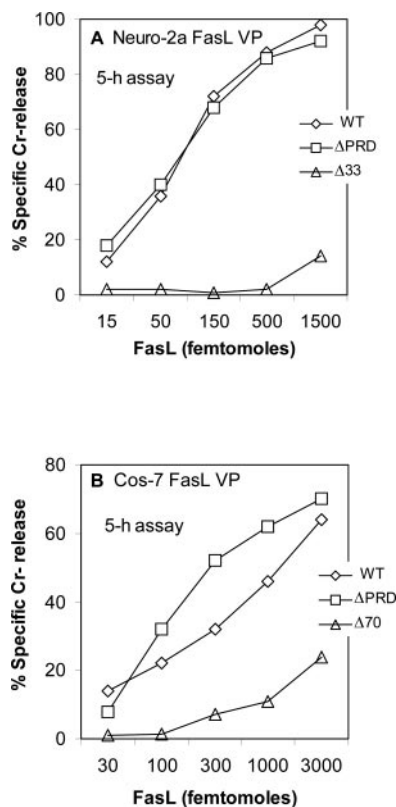 A Neuro-2a FasL VP
5-h assay
% Specific Cr-release
100
80
60
40
20
0
15 50 150 500 1500
FasL (femtomoles)
WT
ΔPRD
Δ33
B Cos-7 FasL VP
5-h assay
% Specific Cr- release
80
60
40
20
0
30 100 300 1000 3000
FasL (femtomoles)
WT
ΔPRD
Δ70